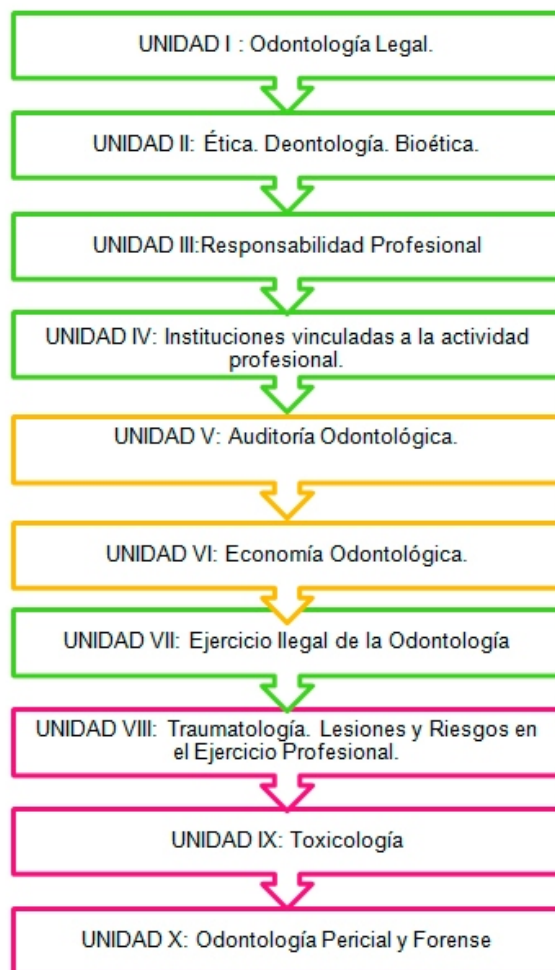 UNIDAD I : Odontología Legal.
UNIDAD II: Ética. Deontología. Bioética.
UNIDAD III:Responsabilidad Profesional
UNIDAD IV: Instituciones vinculadas a la actividad
profesional.
UNIDAD V: Auditoría Odontológica.
UNIDAD VI: Economía Odontológica.
UNIDAD VII: Ejercicio Ilegal de la Odontología
UNIDAD VIII: Traumatología. Lesiones y Riesgos en
el Ejercicio Profesional.
UNIDAD IX: Toxicología
UNIDAD X: Odontología Pericial y Forense